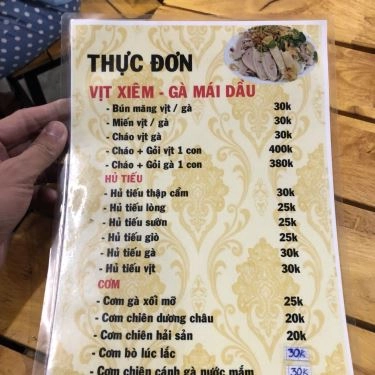 THỰC ĐƠN
VỊT XIÊM - GÀ MÁI DẦU
- Bún măng vịt / gà 30k
- Miến vịt / gà 30k
- Cháo vịt gà 30k
- Cháo + Gỏi vịt 1 con 400k
- Cháo + Gỏi gà 1 con 380k
HỦ TIẾU
- Hủ tiếu thập cẩm 30k
- Hủ tiếu lòng 25k
- Hủ tiếu sườn 25k
- Hủ tiếu giò 25k
- Hủ tiếu gà 30k
- Hủ tiếu vịt 30k
CƠM
- Cơm gà xối mỡ 25k
- Cơm chiên dương châu 20k
- Cơm chiên hải sản 20k
- Cơm bò lúc lắc 30k
- Cơm chiên cánh gà nước mắm 30k